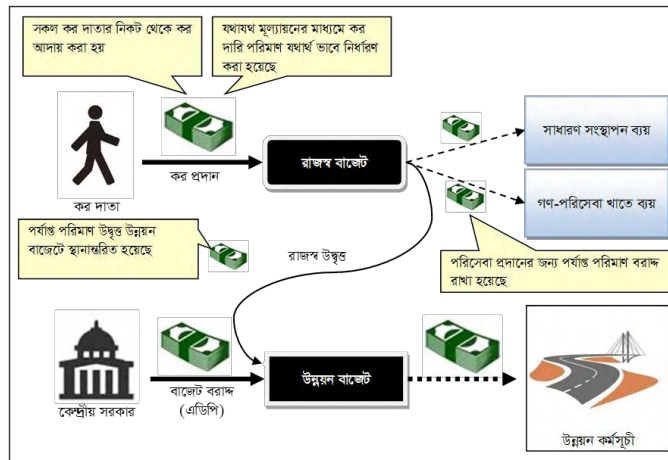 সকল কর দাতার নিকট থেকে কর
আদায় করা হয়
যথাযথ মূল্যায়নের মাধ্যমে কর
দারি পরিমাণ যথার্থ ভাবে নির্ধারণ
করা হয়েছে
সাধারণ সংস্থাপন ব্যয়
রাজস্ব বাজেট
কর প্রদান
কর দাতা
গণ-পরিসেবা খাতে ব্যয়
পর্যাপ্ত পরিমাণ উদ্বৃত্ত উন্নয়ন
বাজেটে স্থানান্তরিত হয়েছে
রাজস্ব উদ্বৃত্ত
পরিসেবা প্রদানের জন্য পর্যাপ্ত পরিমাণ বরাদ্দ
রাখা হয়েছে
উন্নয়ন বাজেট
বাজেট বরাদ্দ
(এডিপি)
কেন্দ্রীয় সরকার
উন্নয়ন কর্মসূচী